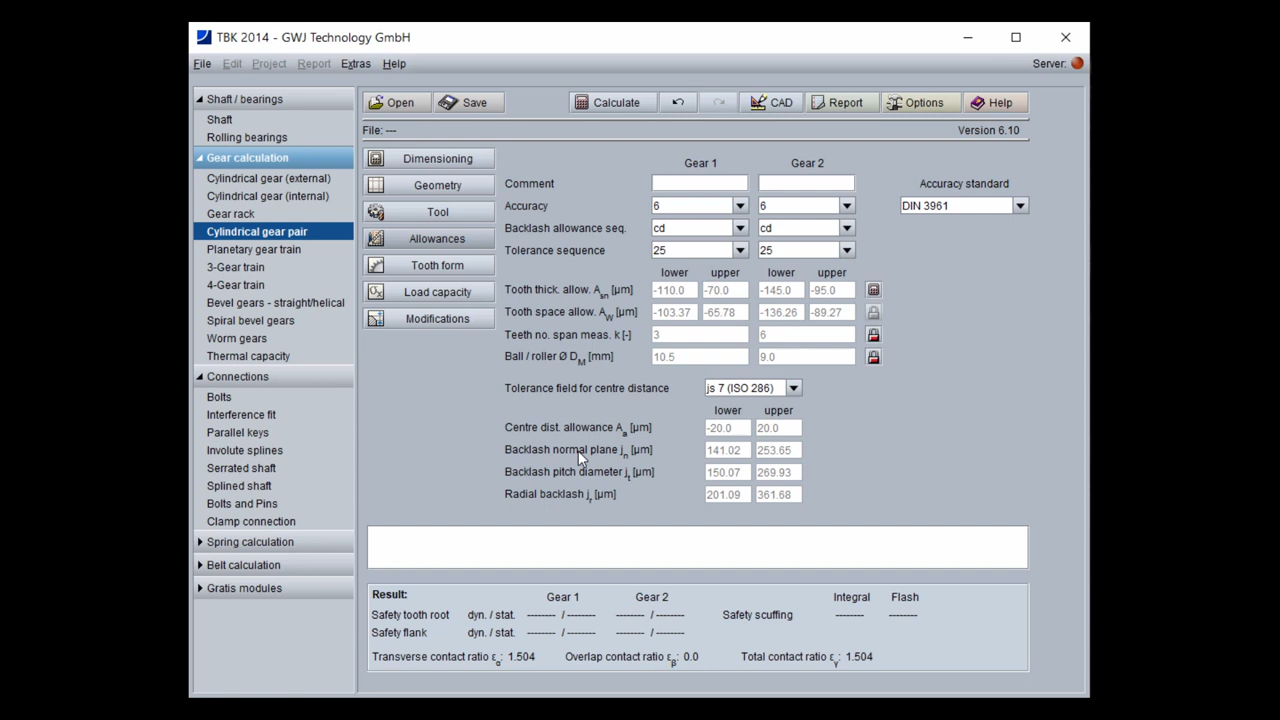 TBK 2014 - GWJ Technology GmbH
File Edit Project Report Extras Help Server:
Shaft / bearings
Shaft
Rolling bearings
Gear calculation
Cylindrical gear (external)
Cylindrical gear (internal)
Gear rack
Cylindrical gear pair
Planetary gear train
3-Gear train
4-Gear train
Bevel gears - straight/helical
Spiral bevel gears
Worm gears
Thermal capacity
Connections
Bolts
Interference fit
Parallel keys
Involute splines
Serrated shaft
Splined shaft
Bolts and Pins
Clamp connection
Spring calculation
Belt calculation
Gratis modules
Open Save Calculate CAD Report Options Help
File: --- Version 6.10
Dimensioning
Geometry
Tool
Allowances
Tooth form
Load capacity
Modifications
Gear 1 Gear 2
Comment Accuracy standard
Accuracy 6 6 DIN 3961
Backlash allowance seq. cd cd
Tolerance sequence 25 25
lower upper lower upper
Tooth thick. allow. Asn [µm] -110.0 -70.0 -145.0 -95.0
Tooth space allow. AW [µm] -103.37 -65.78 -136.26 -89.27
Teeth no. span meas. k [-] 3 6
Ball / roller Ø DM [mm] 10.5 9.0
Tolerance field for centre distance js 7 (ISO 286)
lower upper
Centre dist. allowance Aa [µm] -20.0 20.0
Backlash normal plane jn [µm] 141.02 253.65
Backlash pitch diameter jt [µm] 150.07 269.93
Radial backlash jr [µm] 201.09 361.68
Result: Gear 1 Gear 2 Integral Flash
Safety tooth root dyn. / stat. -------- / -------- -------- / -------- Safety scuffing -------- --------
Safety flank dyn. / stat. -------- / -------- -------- / --------
Transverse contact ratio εα: 1.504 Overlap contact ratio εβ: 0.0 Total contact ratio εγ: 1.504